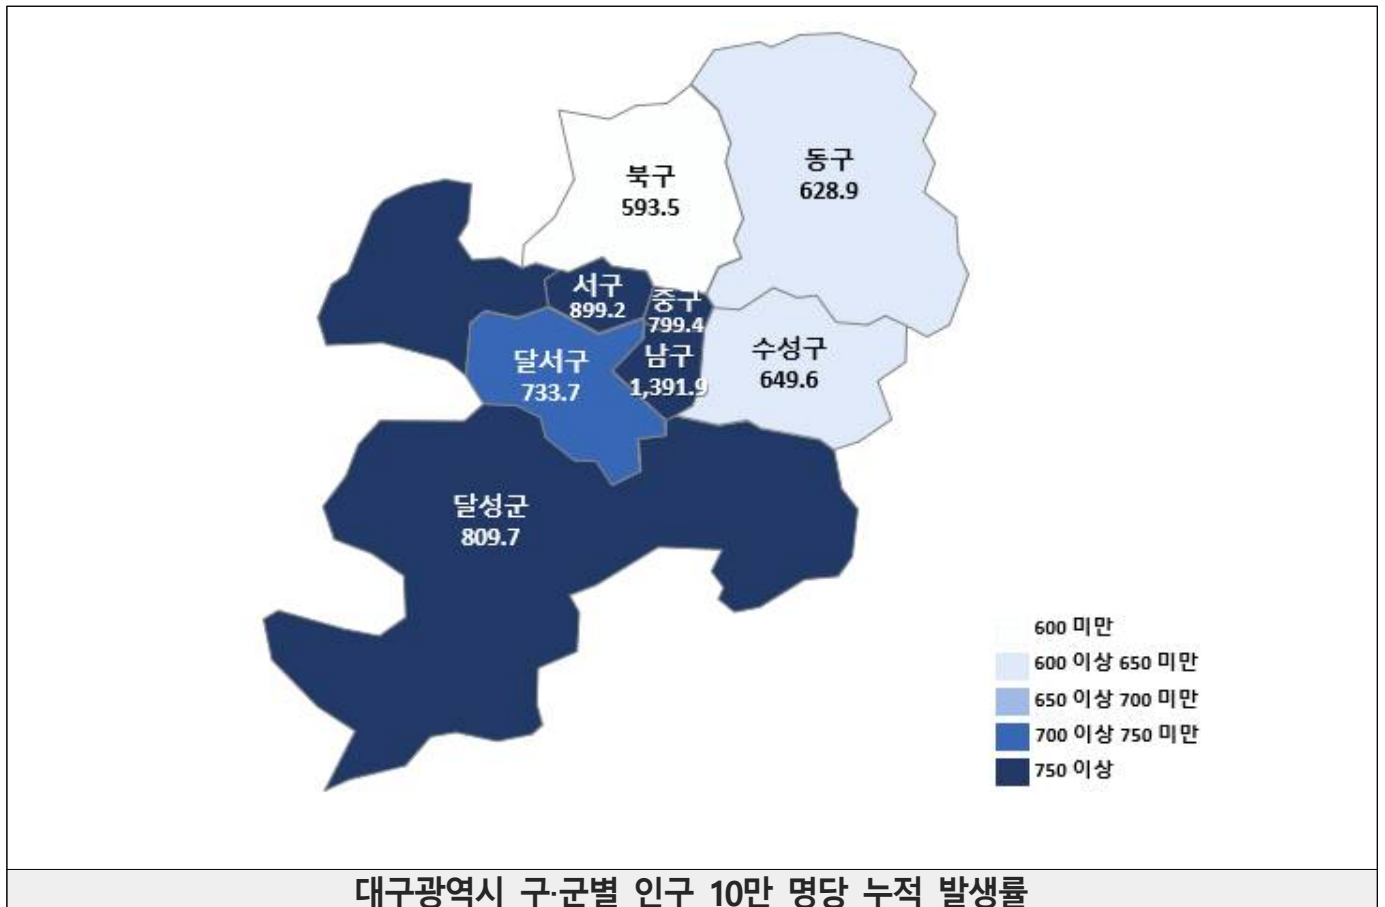 동구
628.9
북구
593.5
서구
899.2
중구
799.4
수성구
649.6
남구
1,391.9
달서구
733.7
달성군
809.7
600 미만
600 이상 650 미만
650 이상 700 미만
700 이상 750 미만
750 이상
대구광역시 구·군별 인구 10만 명당 누적 발생률